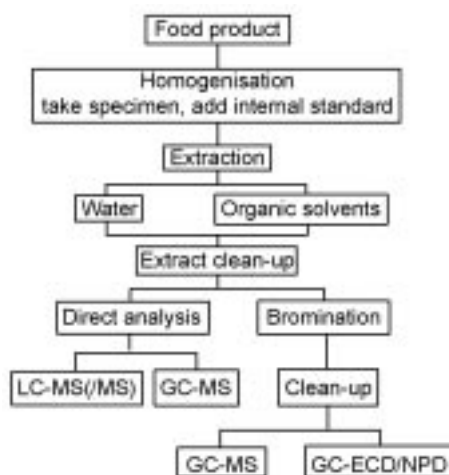 Food product
Homogenisation
take specimen, add internal standard
Extraction
Water
Organic solvents
Extract clean-up
Direct analysis
Bromination
LC-MS(/MS)
GC-MS
Clean-up
GC-MS
GC-ECD/NPD